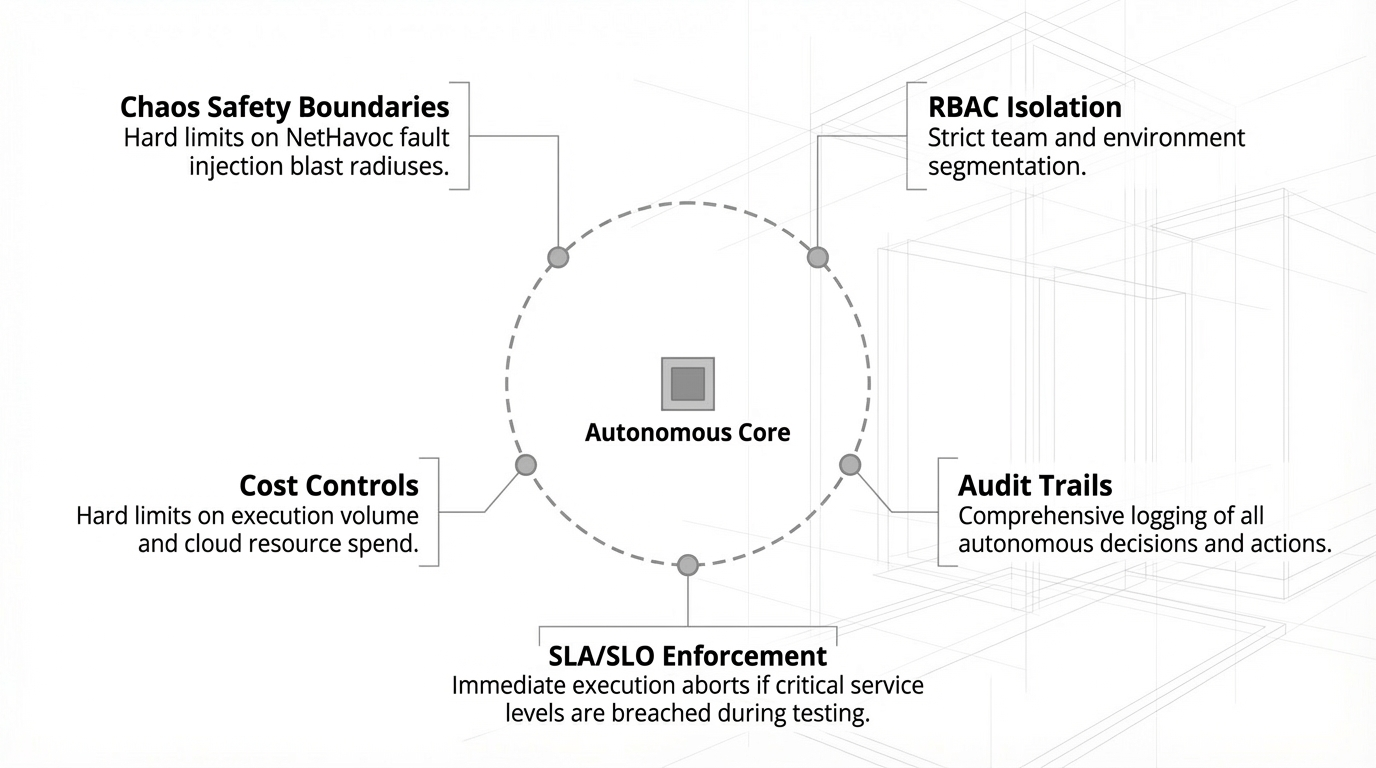 Chaos Safety Boundaries
Hard limits on NetHavoc fault
injection blast radiuses.
RBAC Isolation
Strict team and environment
segmentation.
Autonomous Core
Cost Controls
Hard limits on execution volume
and cloud resource spend.
Audit Trails
Comprehensive logging of all
autonomous decisions and actions.
SLA/SLO Enforcement
Immediate execution aborts if critical service
levels are breached during testing.